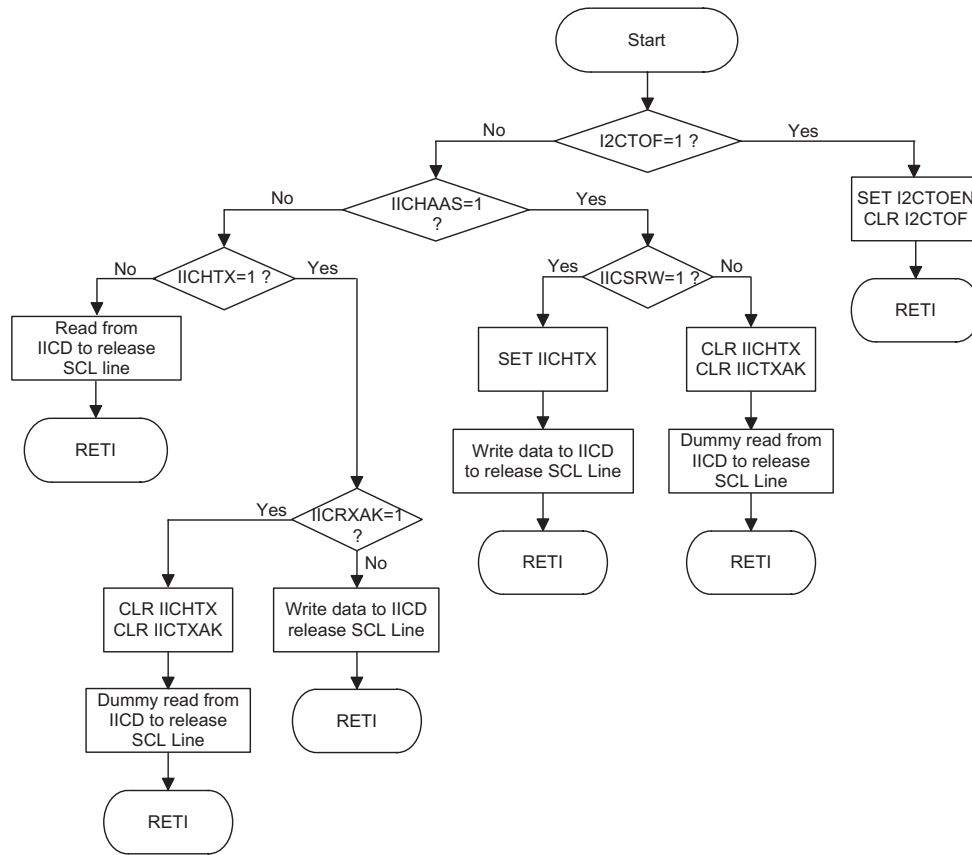 Start
I2CTOF=1 ?
No
Yes
IICHAAS=1
?
No
Yes
SET I2CTOEN
CLR I2CTOF
IICHTX=1 ?
No
Yes
IICSRW=1 ?
Yes
No
RETI
Read from
IICD to release
SCL line
SET IICHTX
CLR IICHTX
CLR IICTXAK
RETI
Write data to IICD
to release SCL Line
Dummy read from
IICD to release
SCL Line
IICRXAK=1
?
Yes
No
RETI
RETI
CLR IICHTX
CLR IICTXAK
Write data to IICD
release SCL Line
Dummy read from
IICD to release
SCL Line
RETI
RETI